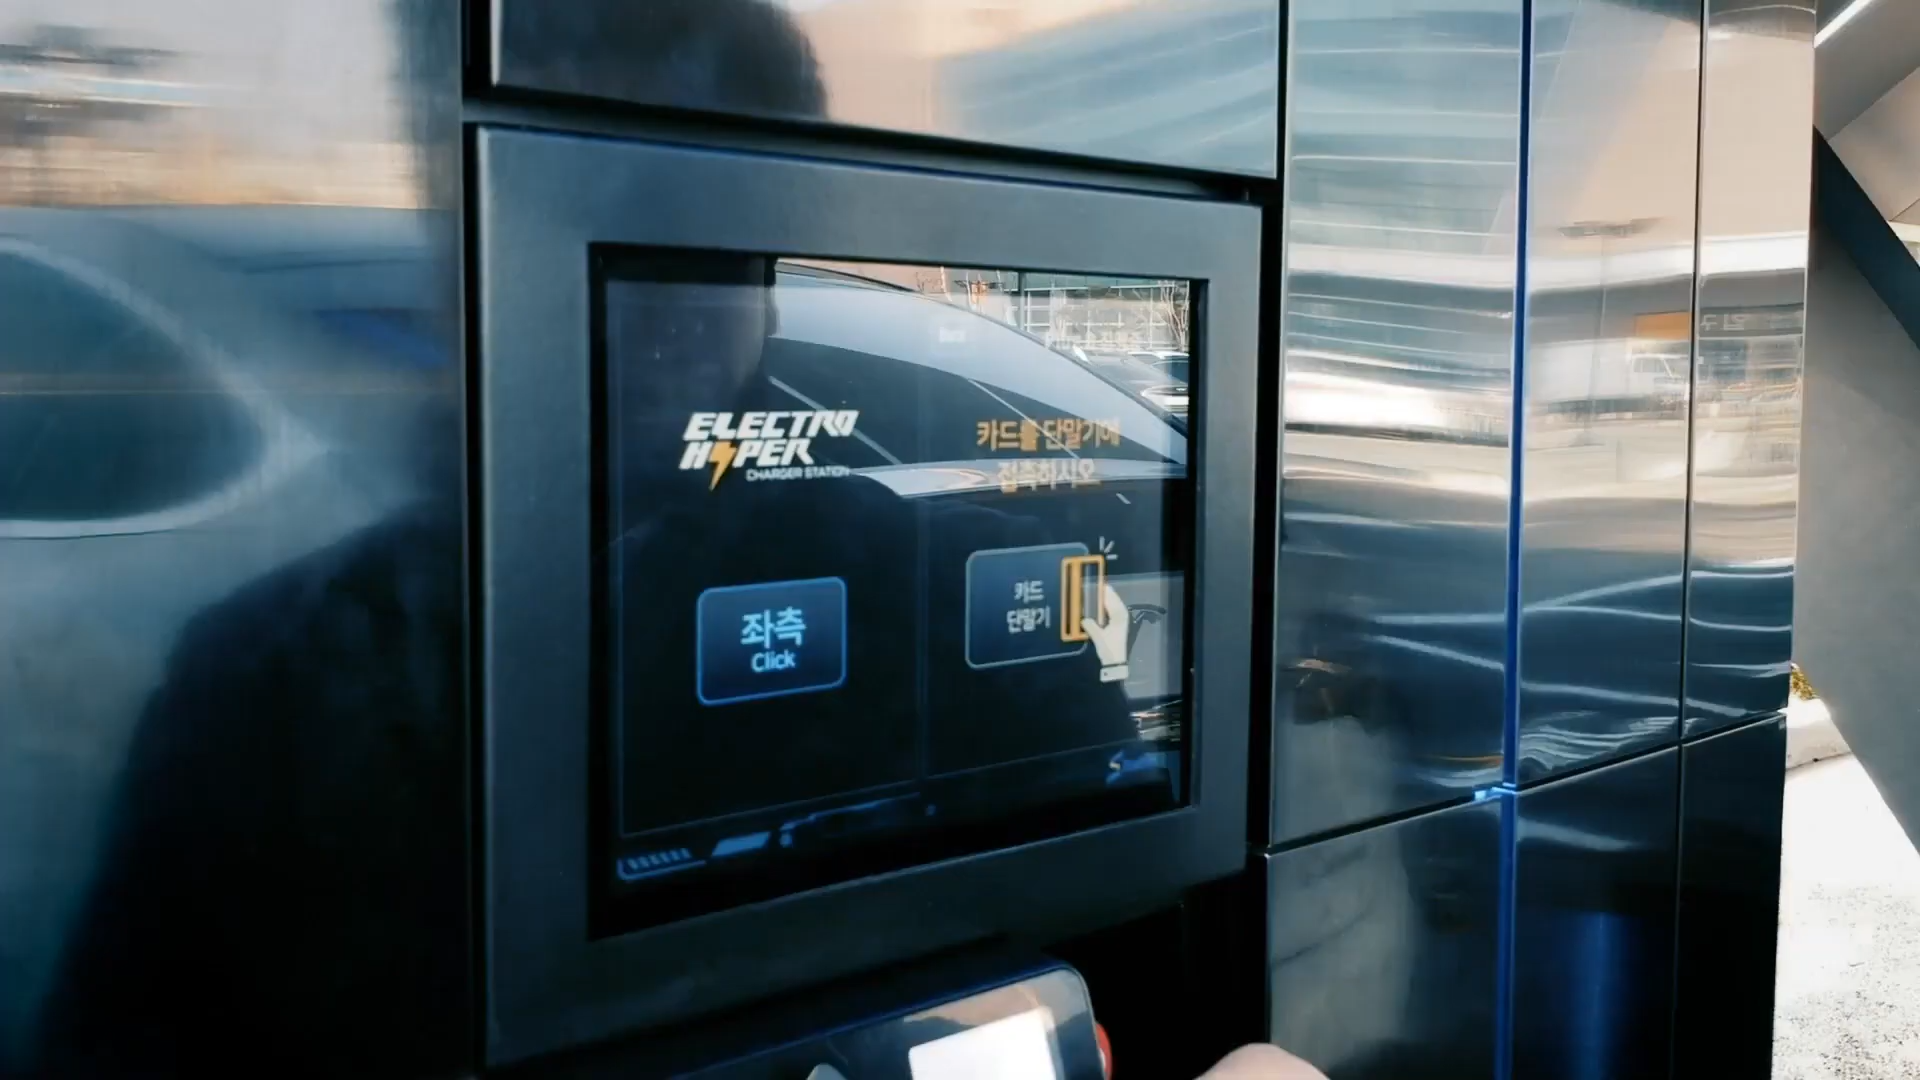 ELECTRO
HYPER
CHARGER STATION
좌측
Click
카드를 단말기에
접촉하시오
카드
단말기